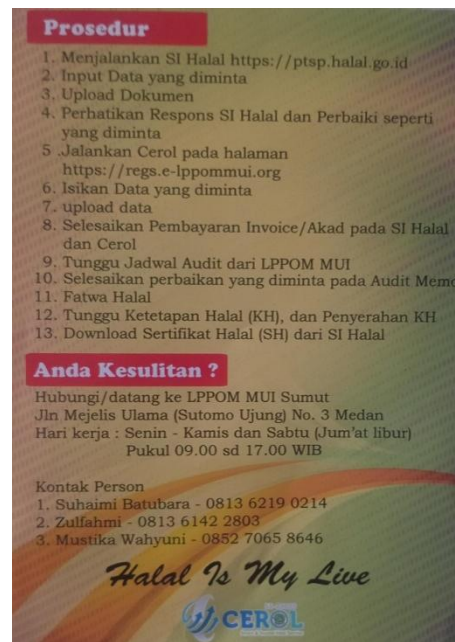 Prosedur
1. Menjalankan SI Halal https://ptsp.halal.go.id
2. Input Data yang diminta
3. Upload Dokumen
4. Perhatikan Respons SI Halal dan Perbaiki seperti
yang diminta
5 .Jalankan Cerol pada halaman
https://regs.e-lppommui.org
6. Isikan Data yang diminta
7. upload data
8. Selesaikan Pembayaran Invoice/Akad pada SI Halal
dan Cerol
9. Tunggu Jadwal Audit dari LPPOM MUI
10. Selesaikan perbaikan yang diminta pada Audit Memo
11. Fatwa Halal
12. Tunggu Ketetapan Halal (KH), dan Penyerahan KH
13. Download Sertifikat Halal (SH) dari SI Halal
Anda Kesulitan ?
Hubungi/datang ke LPPOM MUI Sumut
Jln Mejelis Ulama (Sutomo Ujung) No. 3 Medan
Hari kerja : Senin - Kamis dan Sabtu (Jum'at libur)
Pukul 09.00 sd 17.00 WIB
Kontak Person
1. Suhaimi Batubara - 0813 6219 0214
2. Zulfahmi - 0813 6142 2803
3. Mustika Wahyuni - 0852 7065 8646
Halal Is My Live
CEROL